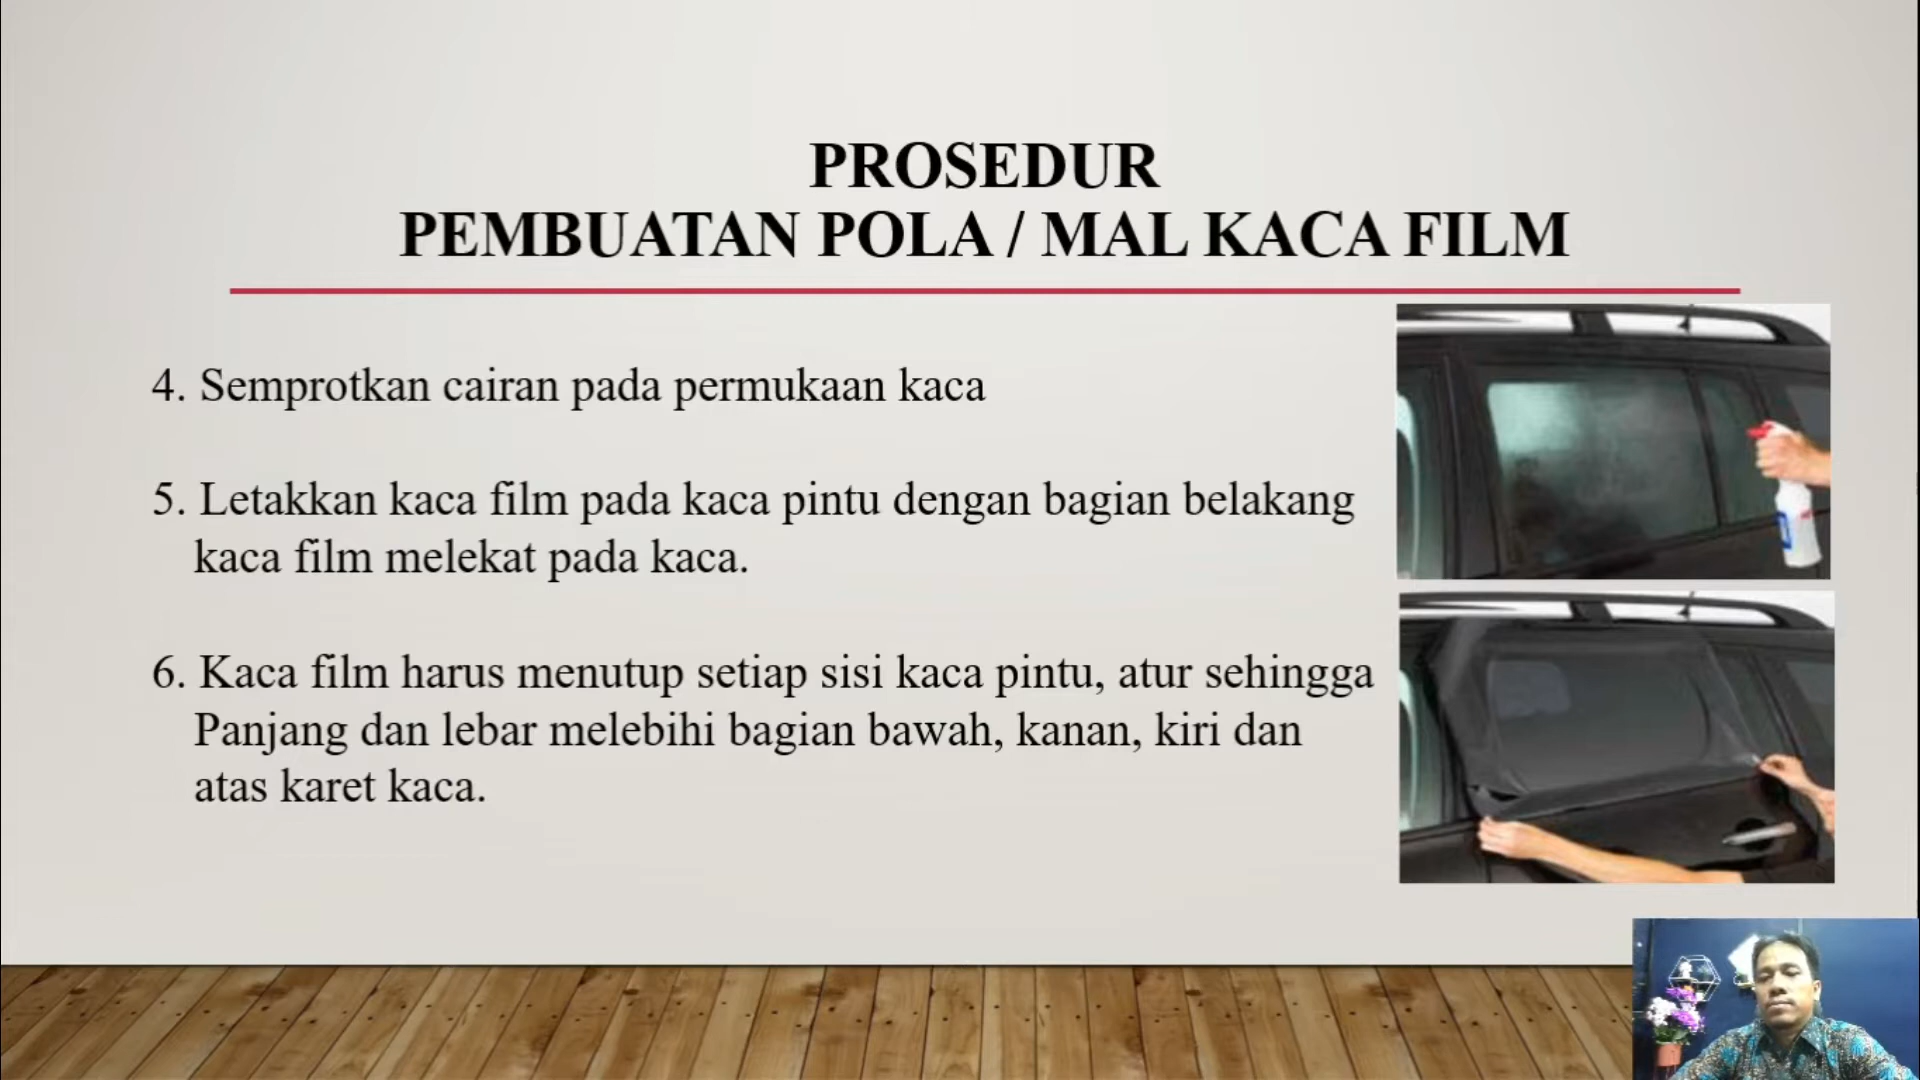 PROSEDUR
PEMBUATAN POLA / MAL KACA FILM
4. Semprotkan cairan pada permukaan kaca
5. Letakkan kaca film pada kaca pintu dengan bagian belakang
kaca film melekat pada kaca.
6. Kaca film harus menutup setiap sisi kaca pintu, atur sehingga
Panjang dan lebar melebihi bagian bawah, kanan, kiri dan
atas karet kaca.